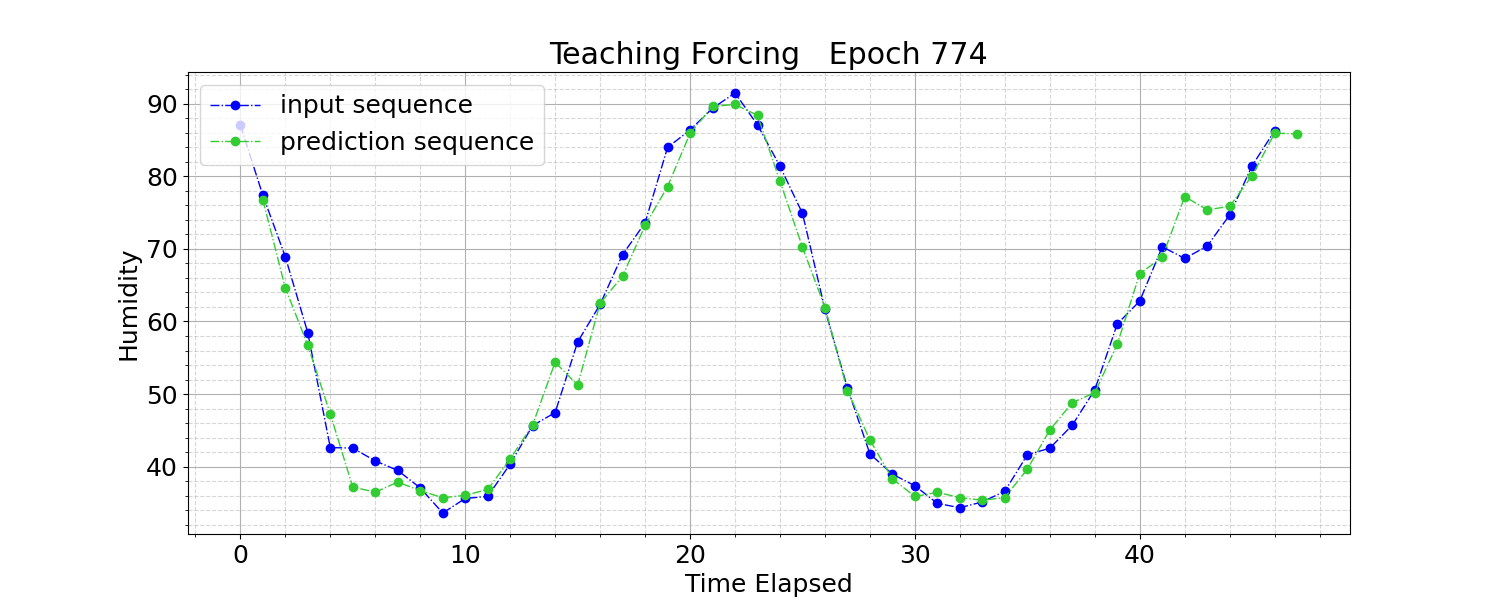 Teaching Forcing   Epoch 774
input sequence
prediction sequence
Humidity
90
80
70
60
50
40
0 10 20 30 40
Time Elapsed